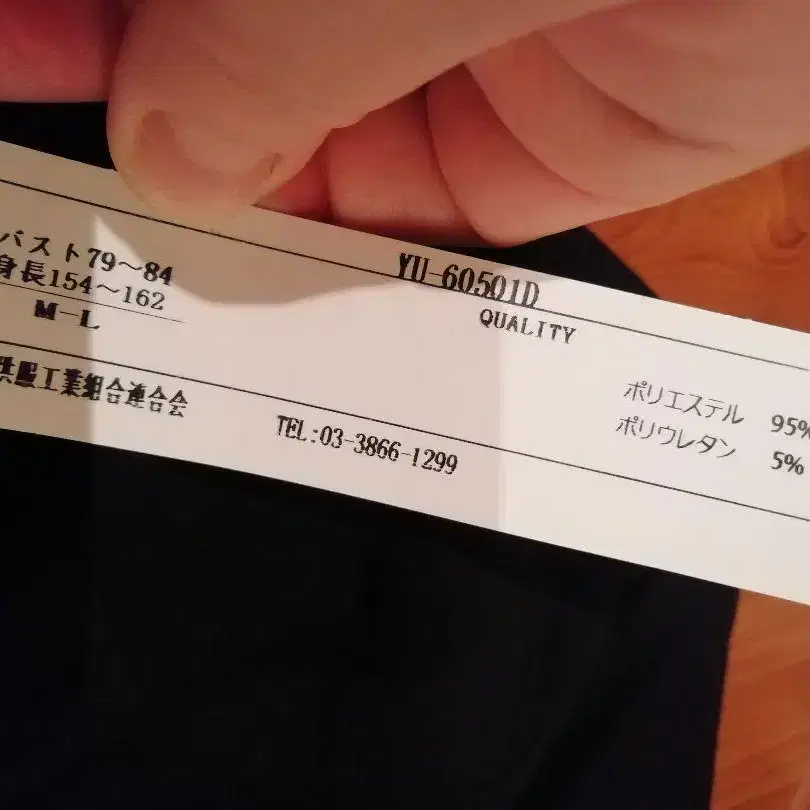 バスト79～84
身長154～162
M-L
YU-60501D
QUALITY
ポリエステル 95%
ポリウレタン 5%
服工業組合連合会
TEL:03-3866-1299